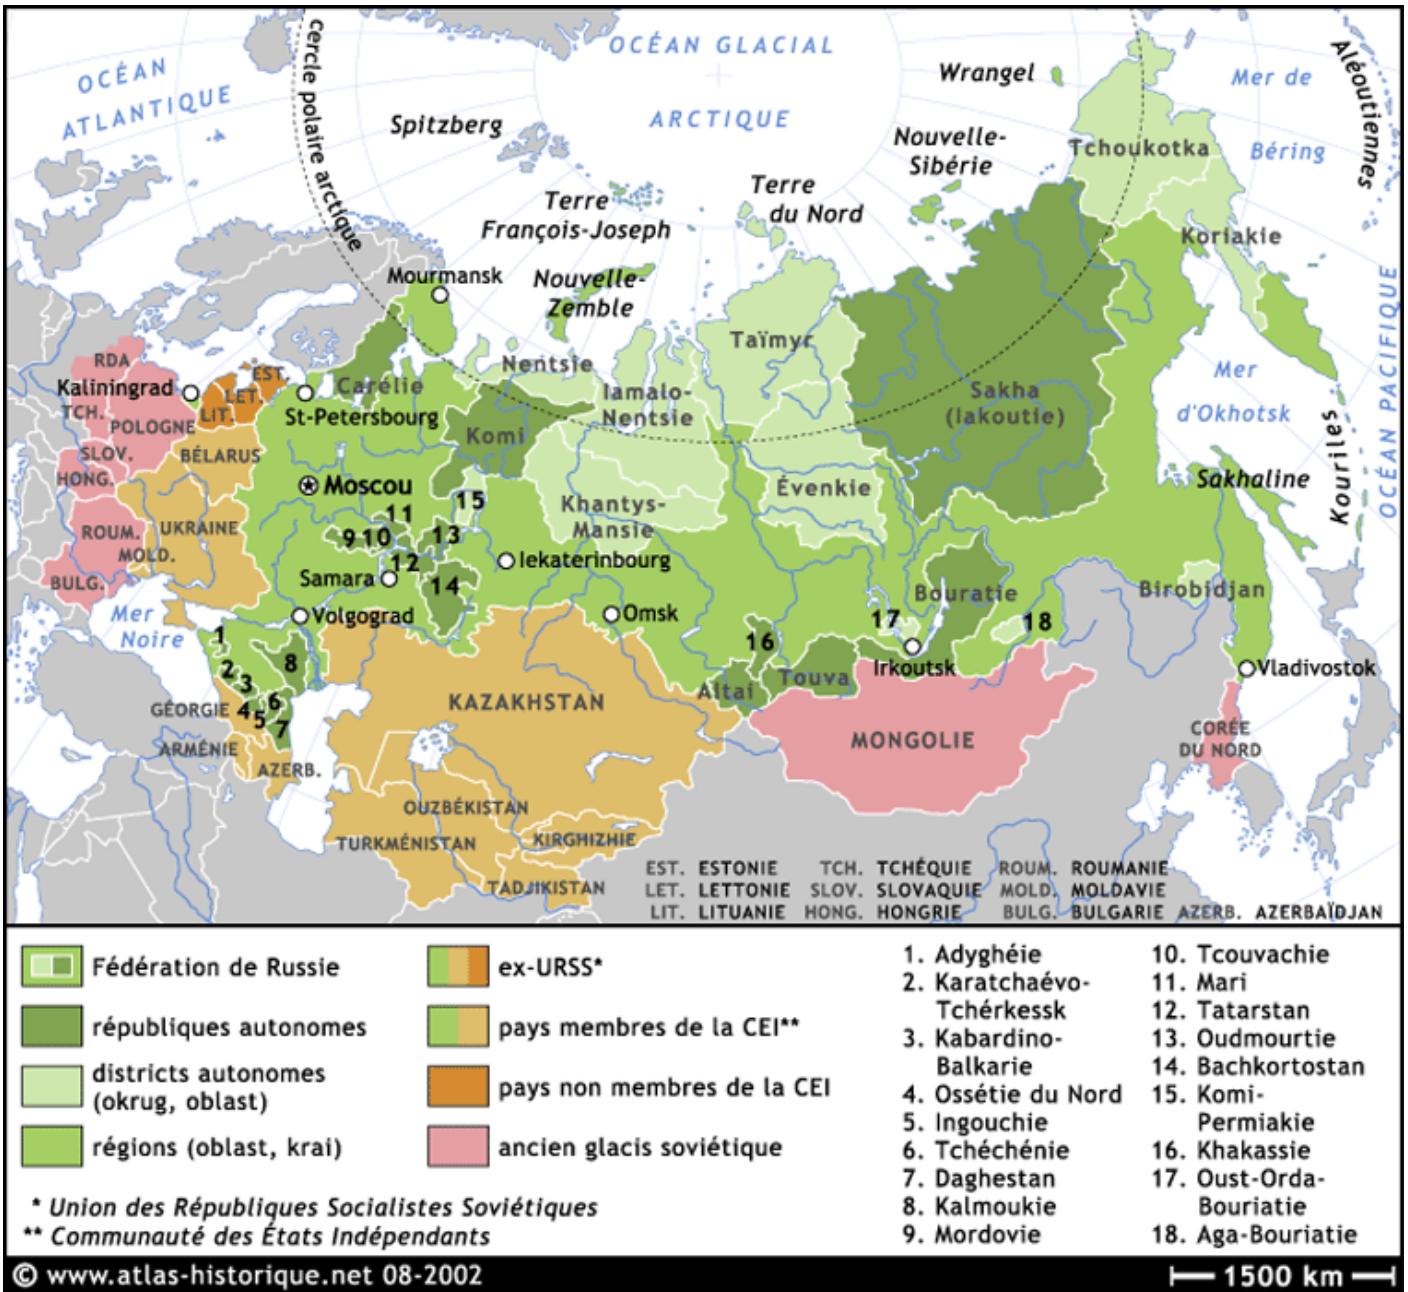 cercle polaire arctique
OCÉAN GLACIAL
ARCTIQUE
OCÉAN
ATLANTIQUE
Spitzberg
Wrangel
Mer de
Béring
Aléoutiennes
Nouvelle-
Sibérie
Tchoukotka
Terre
François-Joseph
Terre
du Nord
Koriakie
Mourmansk
Nouvelle-
Zemble
OCÉAN PACIFIQUE
RDA
Kaliningrad
EST.
LET.
LIT.
Carélie
St-Petersbourg
Nentsie
Iamalo-
Nentsie
Taïmyr
Sakha
(Iakoutie)
Mer
d'Okhotsk
TCH.
POLOGNE
SLOV.
HONG.
BÉLARUS
Komi
Moscou
15
Khantys-
Mansie
Évenkie
Sakhaline
Kouriles
ROUM.
MOLD.
UKRAINE
11
9
10
13
12
14
Iekaterinbourg
Samara
BULG.
Mer
Noire
Volgograd
Omsk
Bouratie
Birobidjan
17
18
16
Irkoutsk
Vladivostok
1
2
3
8
4
5
6
7
Altai
Touva
KAZAKHSTAN
MONGOLIE
CORÉE
DU NORD
GÉORGIE
ARMÉNIE
AZERB.
OUZBÉKISTAN
TURKMÉNISTAN
KIRGHIZHIE
TADJIKISTAN
EST. ESTONIE TCH. TCHÉQUIE ROUM. ROUMANIE
LET. LETTONIE SLOV. SLOVAQUIE MOLD. MOLDAVIE
LIT. LITUANIE HONG. HONGRIE BULG. BULGARIE AZERB. AZERBAÏDJAN
Fédération de Russie
républiques autonomes
districts autonomes
(okrug, oblast)
régions (oblast, krai)
ex-URSS*
pays membres de la CEI**
pays non membres de la CEI
ancien glacis soviétique
* Union des Républiques Socialistes Soviétiques
** Communauté des États Indépendants
1. Adyghéie
2. Karatchaévo-
Tchérkessk
3. Kabardino-
Balkarie
4. Ossétie du Nord
5. Ingouchie
6. Tchéchénie
7. Daghestan
8. Kalmoukie
9. Mordovie
10. Tcouvachie
11. Mari
12. Tatarstan
13. Oudmourtie
14. Bachkortostan
15. Komi-
Permiakie
16. Khakassie
17. Oust-Orda-
Bouriatie
18. Aga-Bouriatie
© www.atlas-historique.net 08-2002
1500 km